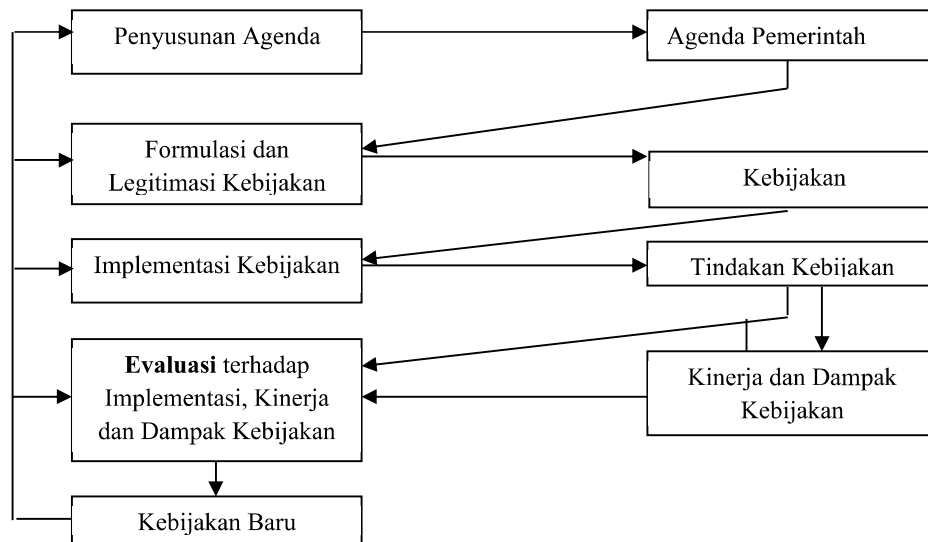 Penyusunan Agenda
Agenda Pemerintah
Formulasi dan
Legitimasi Kebijakan
Kebijakan
Implementasi Kebijakan
Tindakan Kebijakan
Evaluasi terhadap
Implementasi, Kinerja
dan Dampak Kebijakan
Kinerja dan Dampak
Kebijakan
Kebijakan Baru